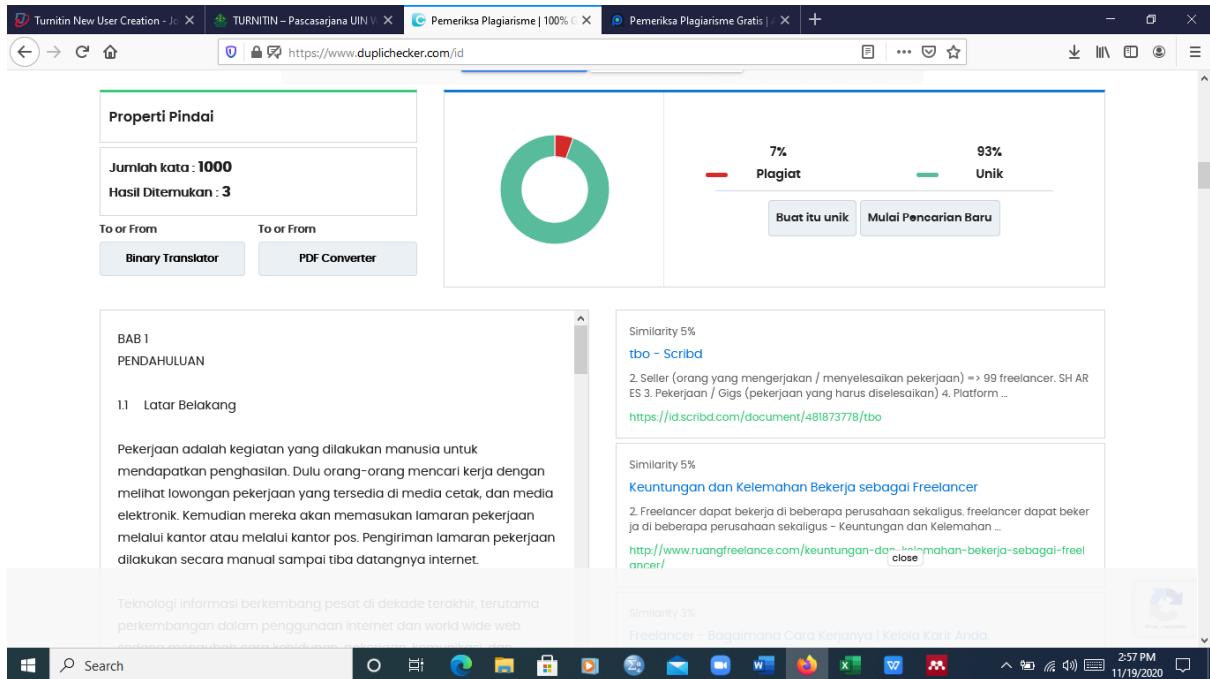 Turnitin New User Creation - Jo
TURNITIN – Pascasarjana UIN W
Pemeriksa Plagiarisme | 100% G
Pemeriksa Plagiarisme Gratis |
https://www.duplichecker.com/id
Properti Pindai
Jumlah kata : 1000
Hasil Ditemukan : 3
To or From
To or From
Binary Translator
PDF Converter
7%
Plagiat
93%
Unik
Buat itu unik
Mulai Pencarian Baru
BAB 1
PENDAHULUAN
1.1 Latar Belakang
Pekerjaan adalah kegiatan yang dilakukan manusia untuk
mendapatkan penghasilan. Dulu orang-orang mencari kerja dengan
melihat lowongan pekerjaan yang tersedia di media cetak, dan media
elektronik. Kemudian mereka akan memasukan lamaran pekerjaan
melalui kantor atau melalui kantor pos. Pengiriman lamaran pekerjaan
dilakukan secara manual sampai tiba datangnya internet.
Teknologi informasi berkembang pesat di dekade terakhir, terutama
perkembangan dalam penggunaan internet dan world wide web
Similarity 5%
tbo - Scribd
2. Seller (orang yang mengerjakan / menyelesaikan pekerjaan) => 99 freelancer. SH AR
ES 3. Pekerjaan / Gigs (pekerjaan yang harus diselesaikan) 4. Platform ...
https://id.scribd.com/document/481873778/tbo
Similarity 5%
Keuntungan dan Kelemahan Bekerja sebagai Freelancer
2. Freelancer dapat bekerja di beberapa perusahaan sekaligus. freelancer dapat beker
ja di beberapa perusahaan sekaligus - Keuntungan dan Kelemahan ...
http://www.ruangfreelance.com/keuntungan-dan-kelemahan-bekerja-sebagai-freel
ancer/
close
Similarity 3%
Freelancer - Bagaimana Cara Kerjanya | Kelola Karir Anda.
Search
2:57 PM
11/19/2020